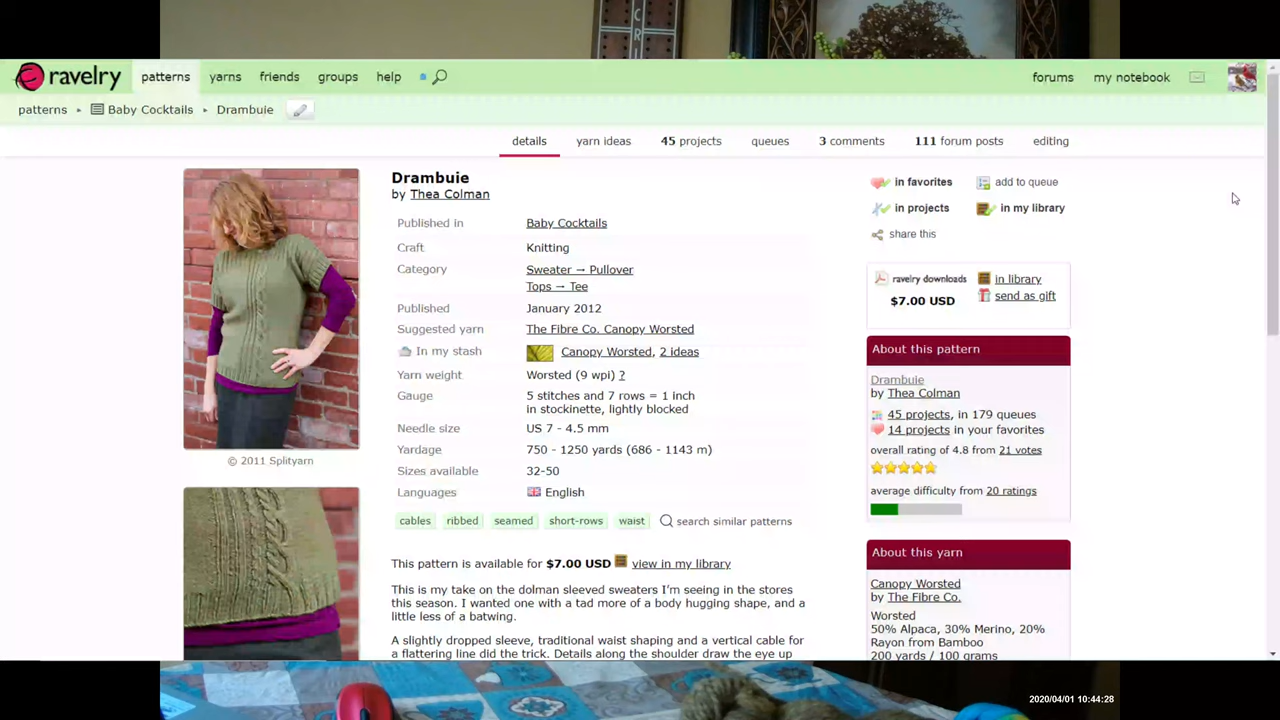 CRI
ravelry
patterns yarns friends groups help forums my notebook
patterns ▸ Baby Cocktails ▸ Drambuie
details yarn ideas 45 projects queues 3 comments 111 forum posts editing
Drambuie
by Thea Colman
Published in Baby Cocktails
Craft Knitting
Category Sweater → Pullover
Tops → Tee
Published January 2012
Suggested yarn The Fibre Co. Canopy Worsted
In my stash Canopy Worsted, 2 ideas
Yarn weight Worsted (9 wpi) ?
Gauge 5 stitches and 7 rows = 1 inch
in stockinette, lightly blocked
Needle size US 7 - 4.5 mm
Yardage 750 - 1250 yards (686 - 1143 m)
Sizes available 32-50
Languages English
cables ribbed seamed short-rows waist search similar patterns
© 2011 Splityarn
This pattern is available for $7.00 USD view in my library
This is my take on the dolman sleeved sweaters I'm seeing in the stores
this season. I wanted one with a tad more of a body hugging shape, and a
little less of a batwing.
A slightly dropped sleeve, traditional waist shaping and a vertical cable for
a flattering line did the trick. Details along the shoulder draw the eye up
in favorites add to queue
in projects in my library
share this
ravelry downloads in library
$7.00 USD send as gift
About this pattern
Drambuie
by Thea Colman
45 projects, in 179 queues
14 projects in your favorites
overall rating of 4.8 from 21 votes
average difficulty from 20 ratings
About this yarn
Canopy Worsted
by The Fibre Co.
Worsted
50% Alpaca, 30% Merino, 20%
Rayon from Bamboo
200 yards / 100 grams
2020/04/01 10:44:28